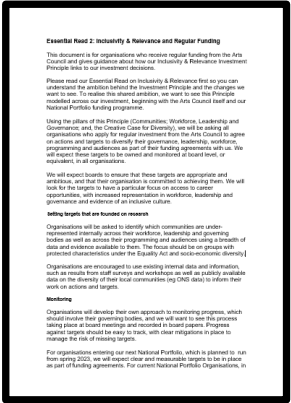 Essential Read 2: Inclusivity & Relevance and Regular Funding
This document is for organisations who receive regular funding from the Arts
Council and gives guidance about how our Inclusivity & Relevance Investment
Principle links to our investment decisions.
Please read our Essential Read on Inclusivity & Relevance first so you can
understand the ambition behind the Investment Principle and the changes we
want to see. To realise this shared ambition, we want to see this Principle
modelled across our investment, beginning with the Arts Council itself and our
National Portfolio funding programme.
Using the pillars of this Principle (Communities; Workforce, Leadership and
Governance; and, the Creative Case for Diversity), we will be asking all
organisations who apply for regular investment from the Arts Council to agree
on actions and targets to diversify their governance, leadership, workforce,
programming and audiences as part of their funding agreements with us. We
will expect these targets to be owned and monitored at board level, or
equivalent, in all organisations.
We will expect boards to ensure that these targets are appropriate and
ambitious, and that their organisation is committed to achieving them. We will
look for the targets to have a particular focus on access to career
opportunities, with increased representation in workforce, leadership and
governance and evidence of an inclusive culture.
Setting targets that are founded on research
Organisations will be asked to identify which communities are under-
represented internally across their workforce, leadership and governing
bodies as well as across their programming and audiences using a breadth of
data and evidence available to them. The focus should be on groups with
protected characteristics under the Equality Act and socio-economic diversity.
Organisations are encouraged to use existing internal data and information,
such as results from staff surveys and workshops as well as publicly available
data on the diversity of their local communities (eg ONS data) to inform their
work on actions and targets.
Monitoring
Organisations will develop their own approach to monitoring progress, which
should involve their governing bodies, and we will want to see this process
taking place at board meetings and recorded in board papers. Progress
against targets should be easy to track, with clear mitigations in place to
manage the risk of missing targets.
For organisations entering our next National Portfolio, which is planned to run
from spring 2023, we will expect clear and measurable targets to be in place
as part of funding agreements. For current National Portfolio Organisations, in